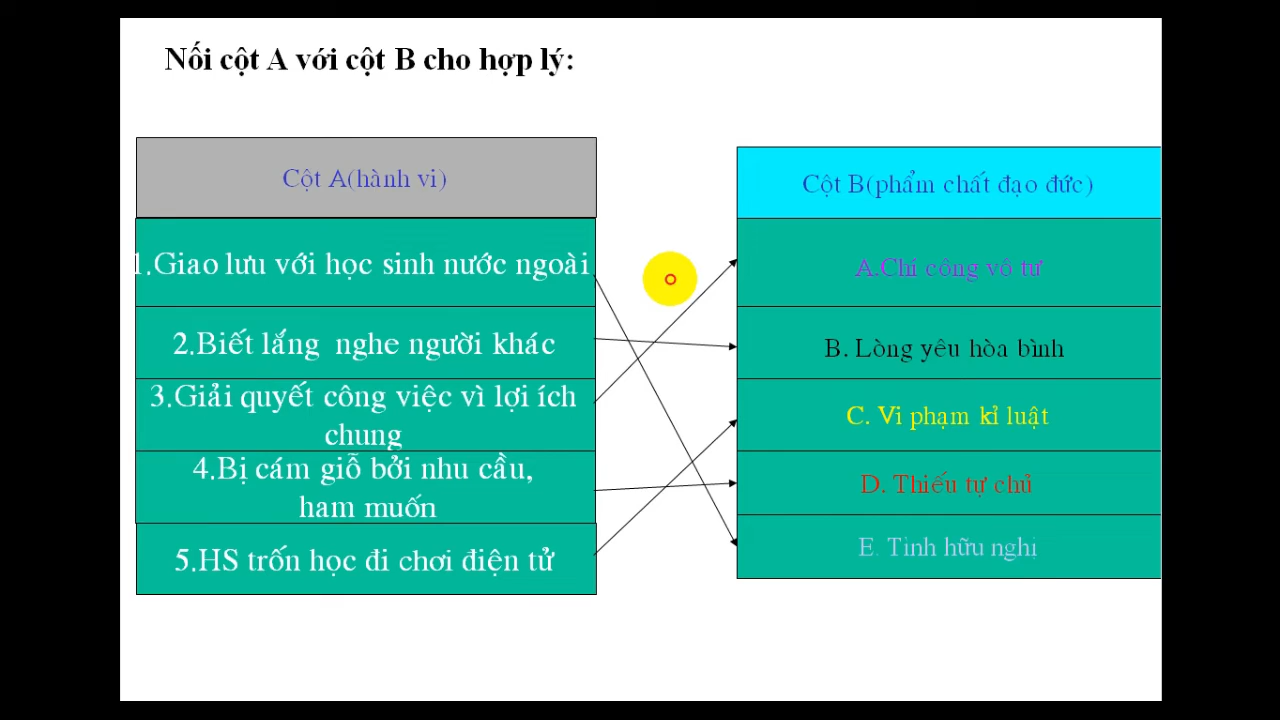 Nối cột A với cột B cho hợp lý:
Cột A(hành vi)
1.Giao lưu với học sinh nước ngoài
2.Biết lắng nghe người khác
3.Giải quyết công việc vì lợi ích
chung
4.Bị cám giỗ bởi nhu cầu,
ham muốn
5.HS trốn học đi chơi điện tử
Cột B(phẩm chất đạo đức)
A.Chí công vô tư
B. Lòng yêu hòa bình
C. Vi phạm kỉ luật
D. Thiếu tự chủ
E. Tình hữu nghị